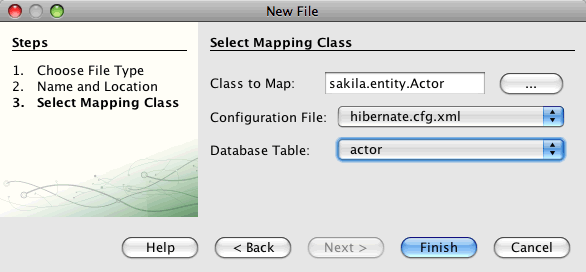 New File
Steps
1. Choose File Type
2. Name and Location
3. Select Mapping Class
Select Mapping Class
Class to Map: sakila.entity.Actor ...
Configuration File: hibernate.cfg.xml
Database Table: actor
Help < Back Next > Finish Cancel